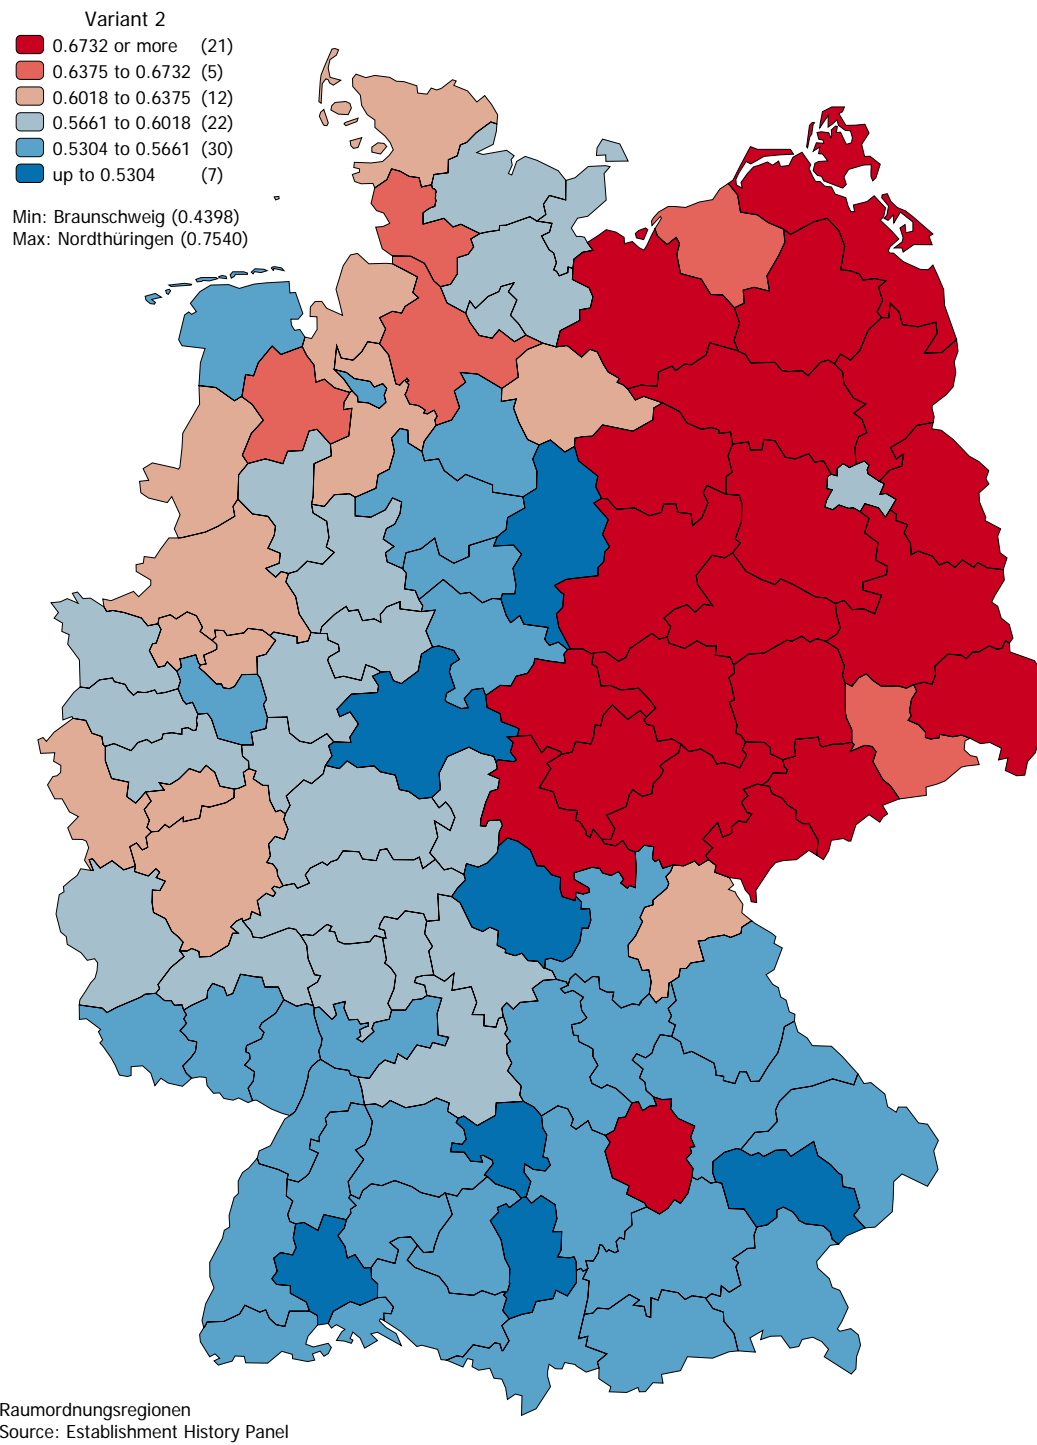 Variant 2
0.6732 or more (21)
0.6375 to 0.6732 (5)
0.6018 to 0.6375 (12)
0.5661 to 0.6018 (22)
0.5304 to 0.5661 (30)
up to 0.5304 (7)
Min: Braunschweig (0.4398)
Max: Nordthüringen (0.7540)
Raumordnungsregionen
Source: Establishment History Panel